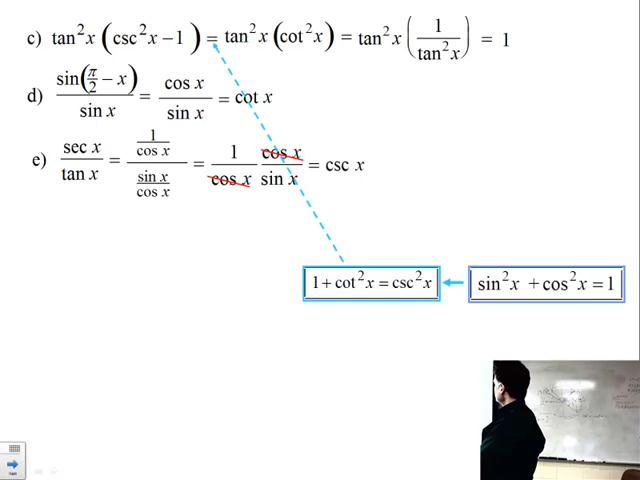 c) tan²x (csc²x − 1) = tan²x (cot²x) = tan²x (1/tan²x) = 1
d) sin(π/2 − x)/sin x = cos x/sin x = cot x
e) sec x/tan x = (1/cos x)/(sin x/cos x) = 1/cos x cos x/sin x = csc x
1 + cot²x = csc²x
sin²x + cos²x = 1